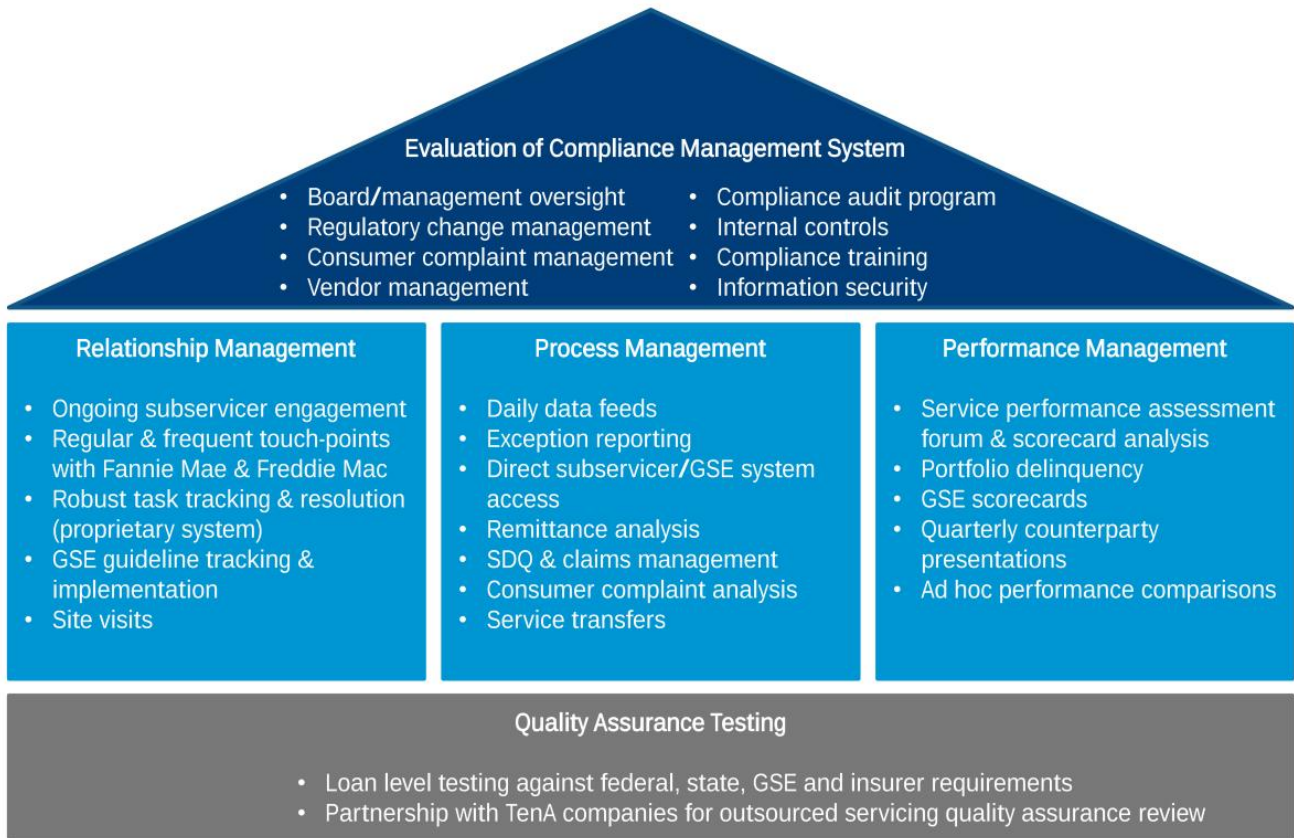 Evaluation of Compliance Management System
• Board/management oversight
• Regulatory change management
• Consumer complaint management
• Vendor management
• Compliance audit program
• Internal controls
• Compliance training
• Information security
Relationship Management
• Ongoing subservicer engagement
• Regular & frequent touch-points
with Fannie Mae & Freddie Mac
• Robust task tracking & resolution
(proprietary system)
• GSE guideline tracking &
implementation
• Site visits
Process Management
• Daily data feeds
• Exception reporting
• Direct subservicer/GSE system
access
• Remittance analysis
• SDQ & claims management
• Consumer complaint analysis
• Service transfers
Performance Management
• Service performance assessment
forum & scorecard analysis
• Portfolio delinquency
• GSE scorecards
• Quarterly counterparty
presentations
• Ad hoc performance comparisons
Quality Assurance Testing
• Loan level testing against federal, state, GSE and insurer requirements
• Partnership with TenA companies for outsourced servicing quality assurance review